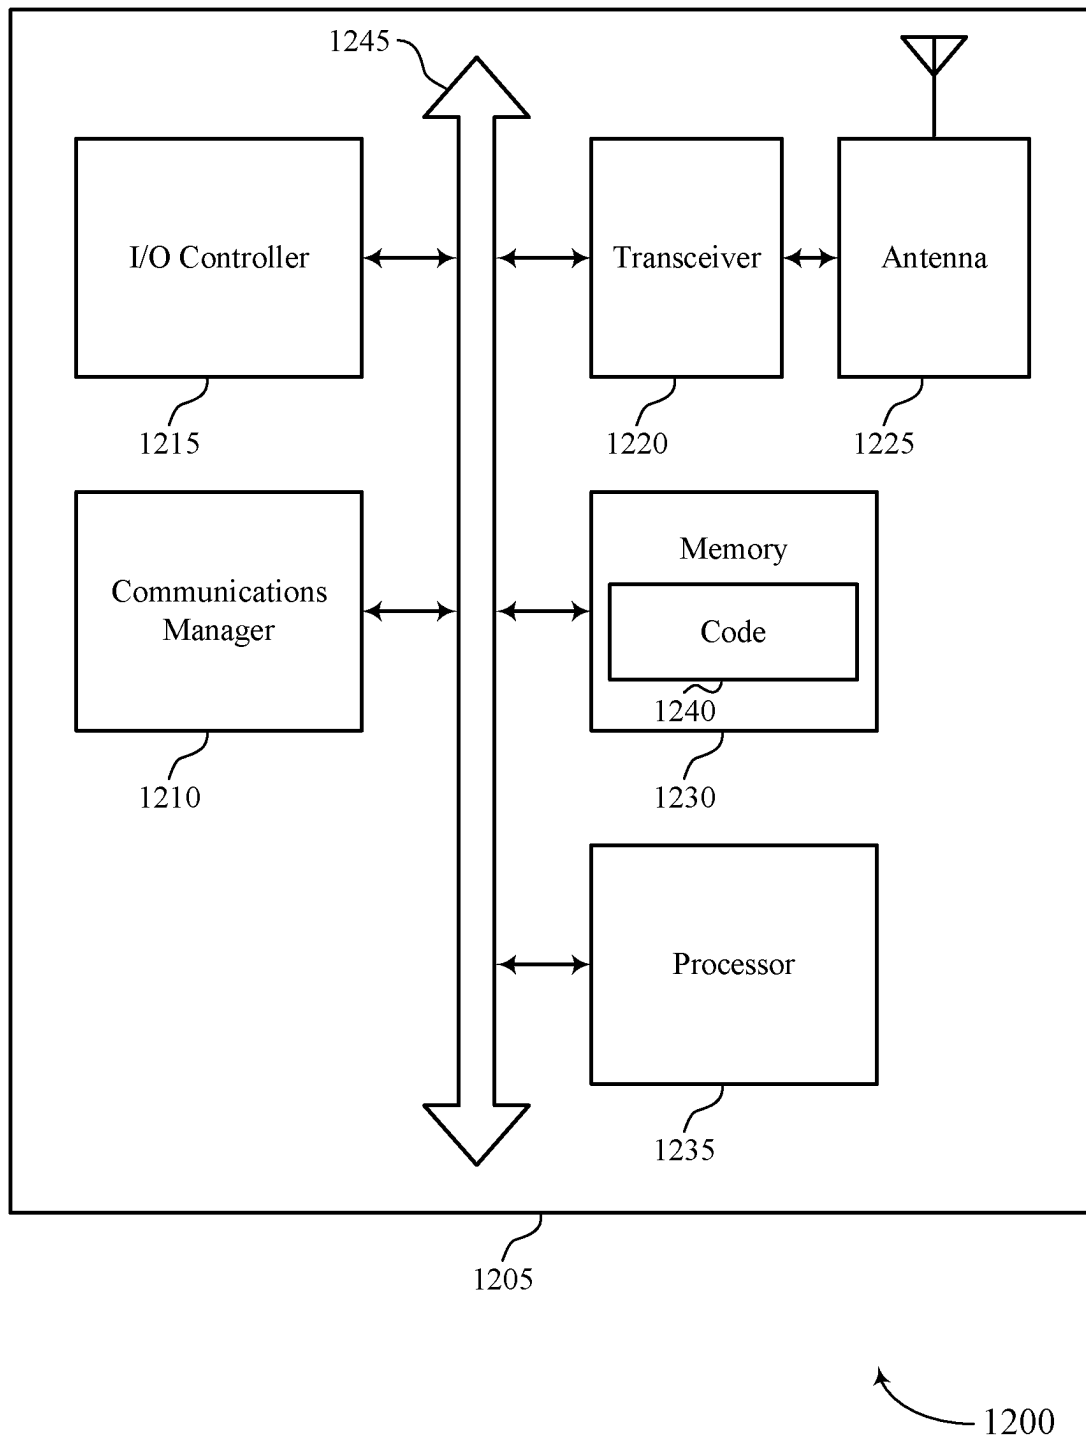 1245
I/O Controller
Transceiver
Antenna
1215
1220
1225
Communications
Manager
Memory
Code
1240
1210
1230
Processor
1235
1205
1200